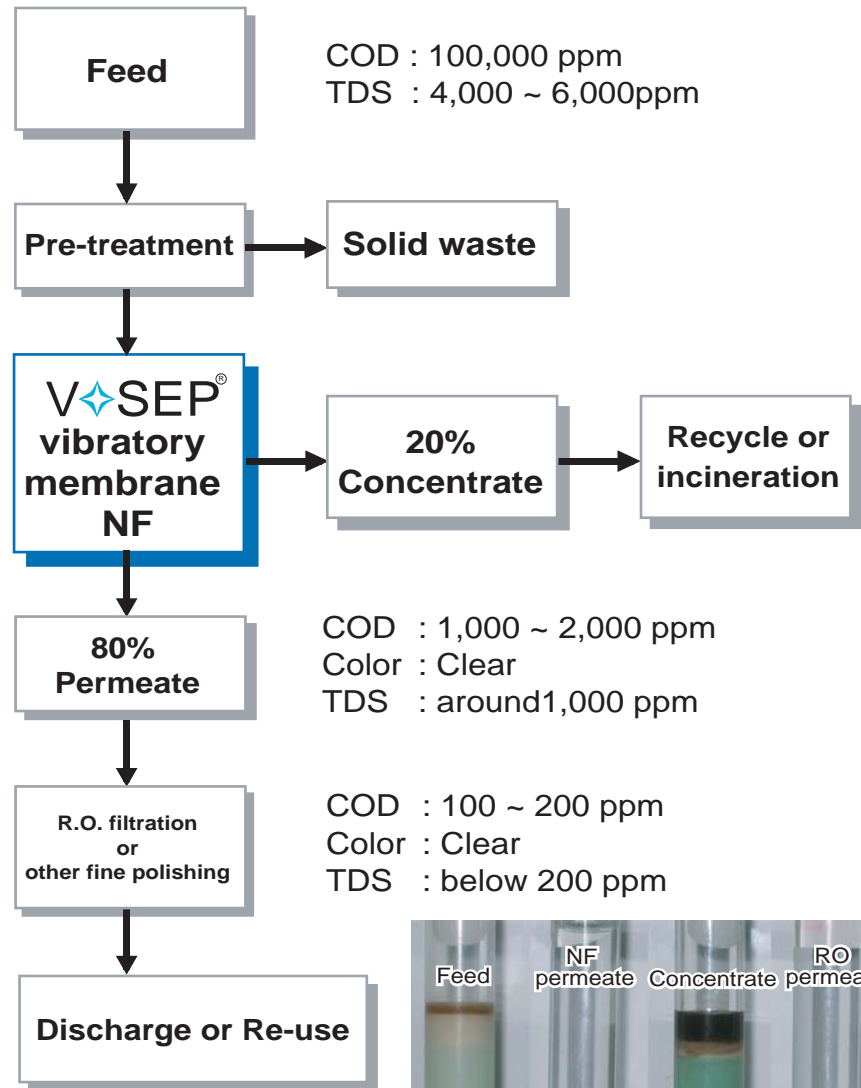 Feed
COD : 100,000 ppm
TDS : 4,000 ~ 6,000ppm
Pre-treatment
Solid waste
V SEP®
vibratory
membrane
NF
20%
Concentrate
Recycle or
incineration
80%
Permeate
COD : 1,000 ~ 2,000 ppm
Color : Clear
TDS : around1,000 ppm
R.O. filtration
or
other fine polishing
COD : 100 ~ 200 ppm
Color : Clear
TDS : below 200 ppm
Discharge or Re-use
Feed
NF
permeate
Concentrate
RO
permea